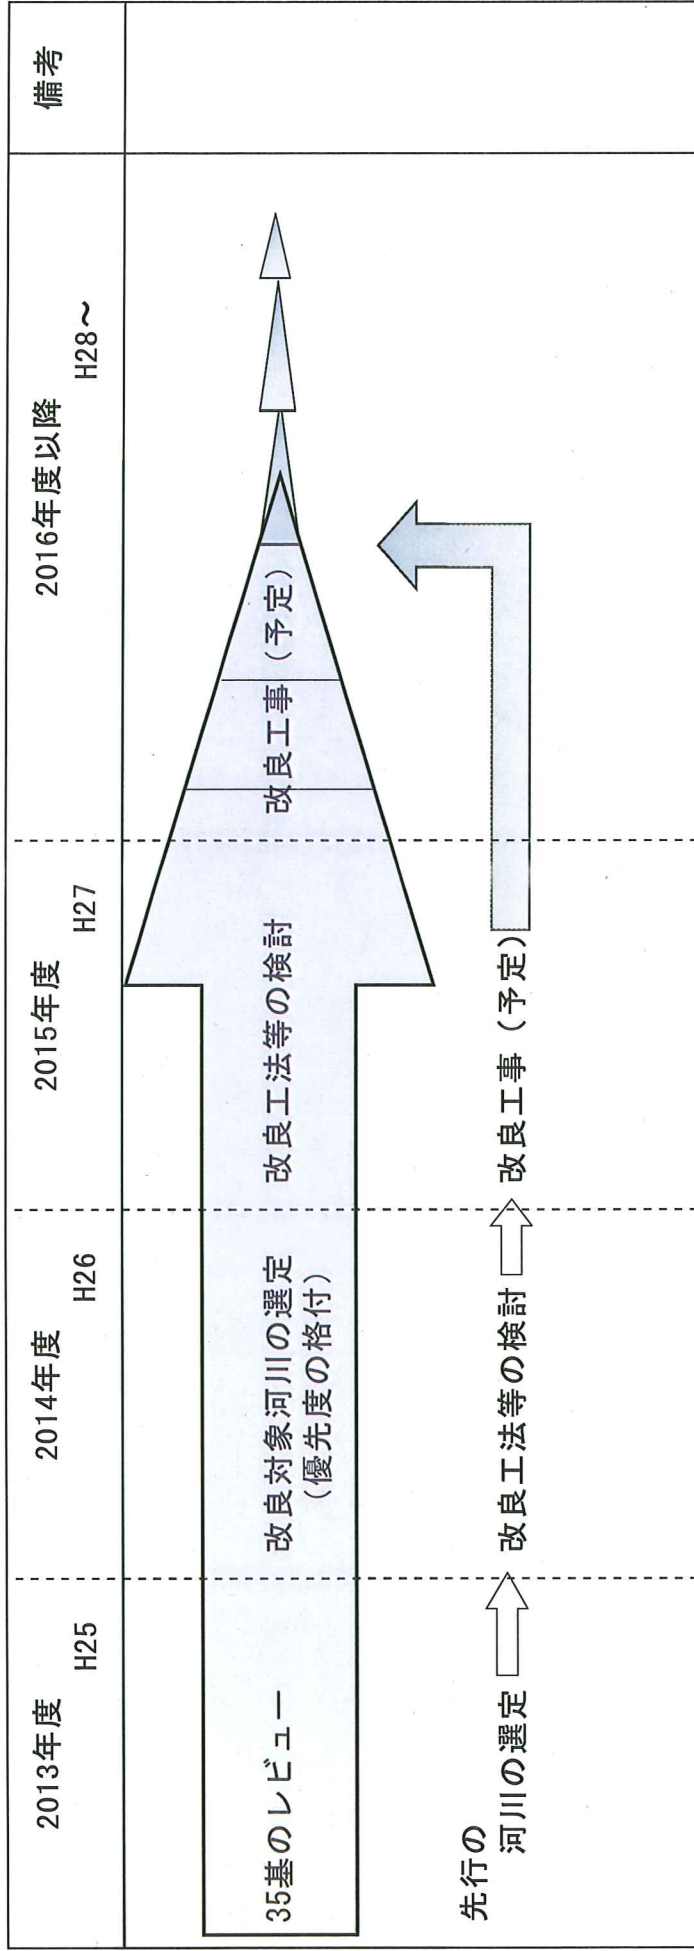 2013年度
H25
2014年度
H26
2015年度
H27
2016年度以降
H28～
備考
35基のレビュー
改良対象河川の選定
（優先度の格付）
改良工法等の検討
改良工事（予定）
先行の
河川の選定
改良工法等の検討
改良工事（予定）